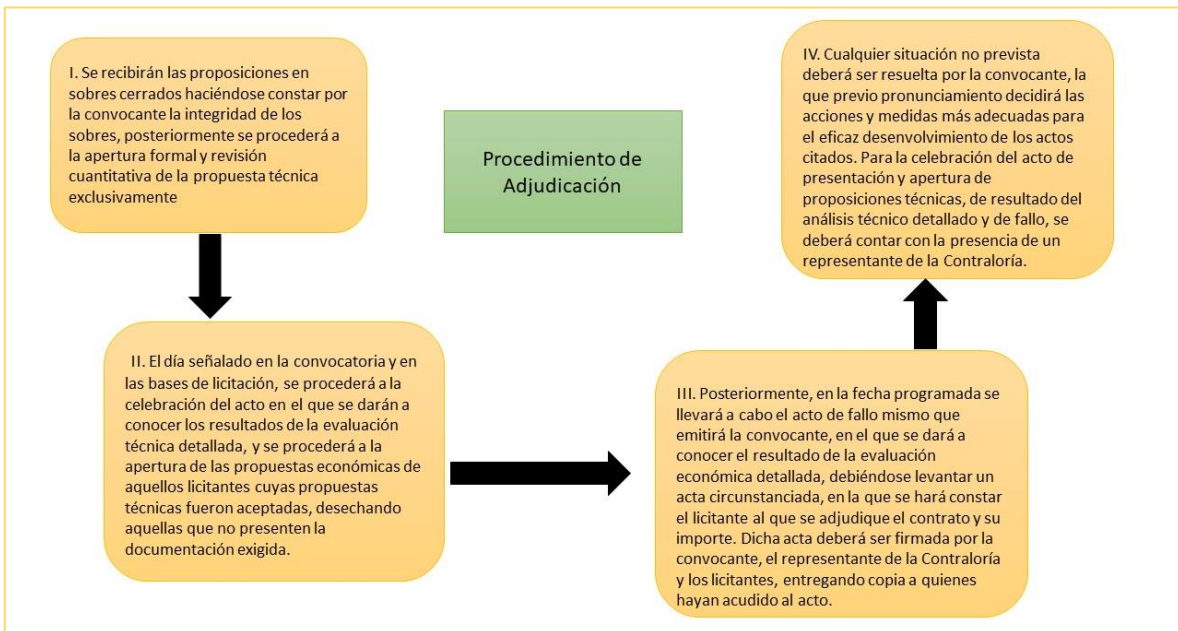 I. Se recibirán las proposiciones en
sobres cerrados haciéndose constar por
la convocante la integridad de los
sobres, posteriormente se procederá a
la apertura formal y revisión
cuantitativa de la propuesta técnica
exclusivamente
Procedimiento de
Adjudicación
II. El día señalado en la convocatoria y en
las bases de licitación, se procederá a la
celebración del acto en el que se darán a
conocer los resultados de la evaluación
técnica detallada, y se procederá a la
apertura de las propuestas económicas de
aquellos licitantes cuyas propuestas
técnicas fueron aceptadas, desechando
aquellas que no presenten la
documentación exigida.
III. Posteriormente, en la fecha programada se
llevará a cabo el acto de fallo mismo que
emitirá la convocante, en el que se dará a
conocer el resultado de la evaluación
económica detallada, debiéndose levantar un
acta circunstanciada, en la que se hará constar
el licitante al que se adjudique el contrato y su
importe. Dicha acta deberá ser firmada por la
convocante, el representante de la Contraloría
y los licitantes, entregando copia a quienes
hayan acudido al acto.
IV. Cualquier situación no prevista
deberá ser resuelta por la convocante, la
que previo pronunciamiento decidirá las
acciones y medidas más adecuadas para
el eficaz desenvolvimiento de los actos
citados. Para la celebración del acto de
presentación y apertura de
proposiciones técnicas, de resultado del
análisis técnico detallado y de fallo, se
deberá contar con la presencia de un
representante de la Contraloría.